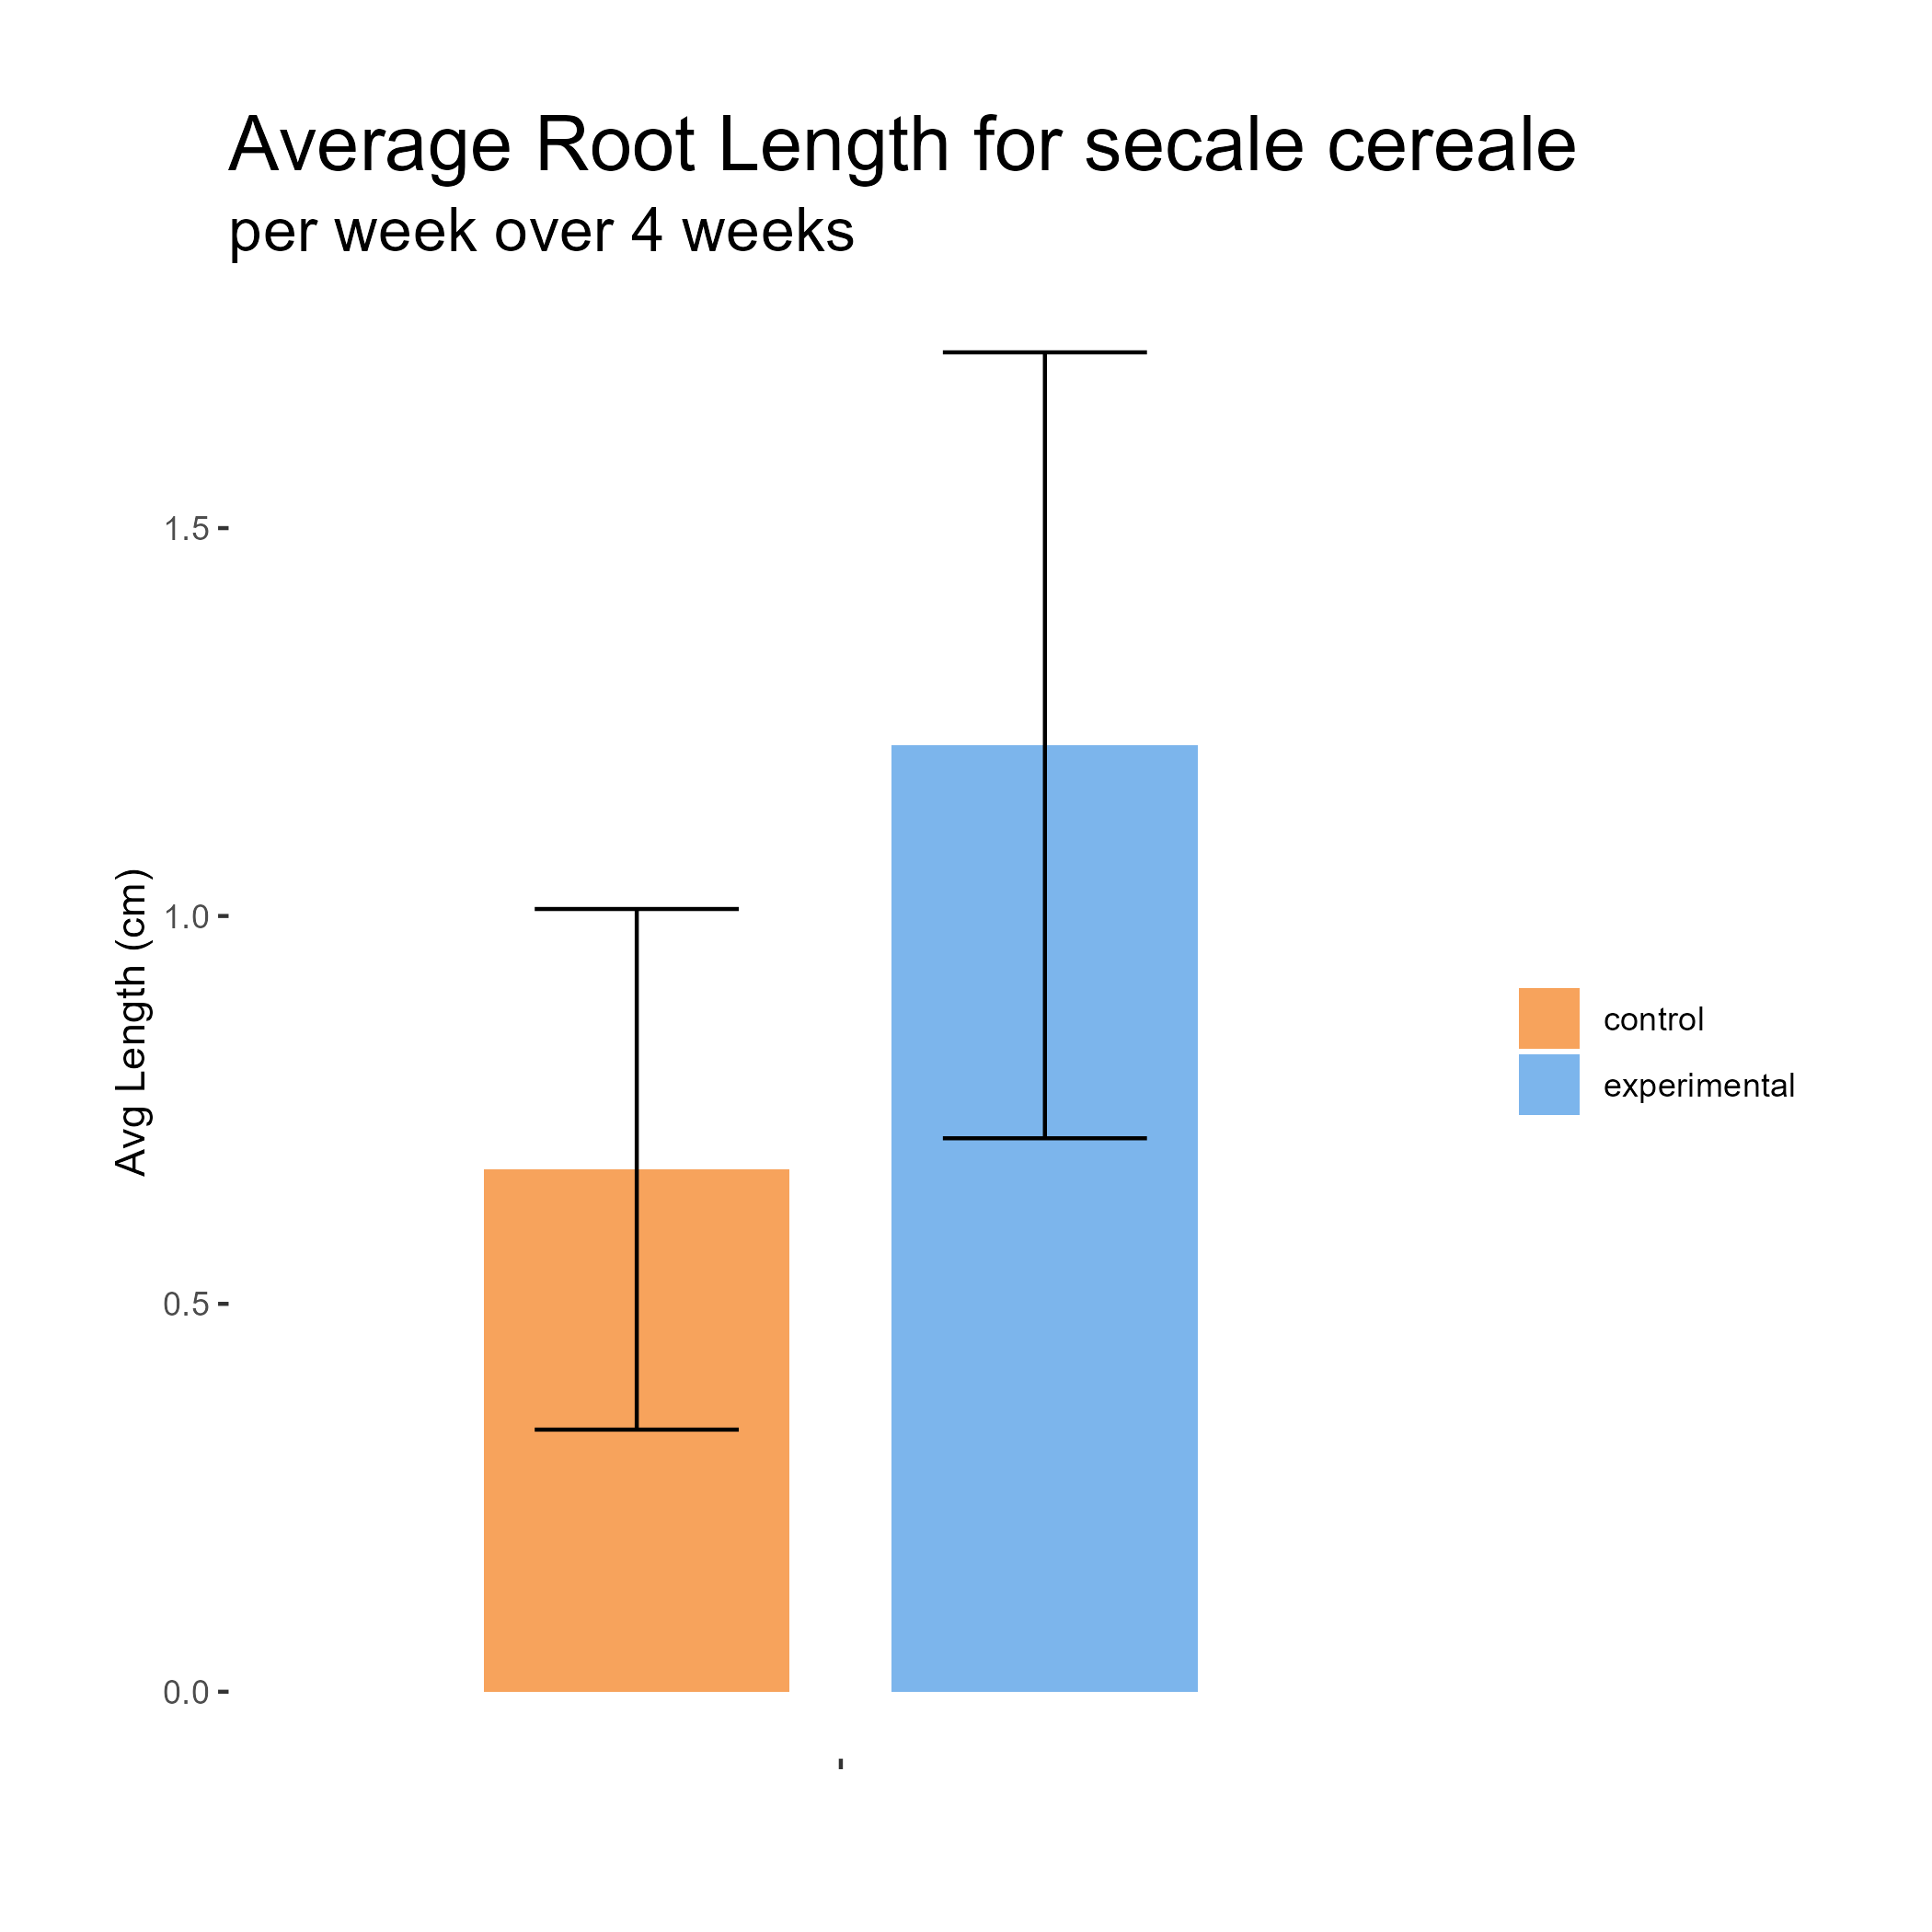 Average Root Length for secale cereale
per week over 4 weeks
Avg Length (cm)
1.5
1.0
0.5
0.0
control
experimental